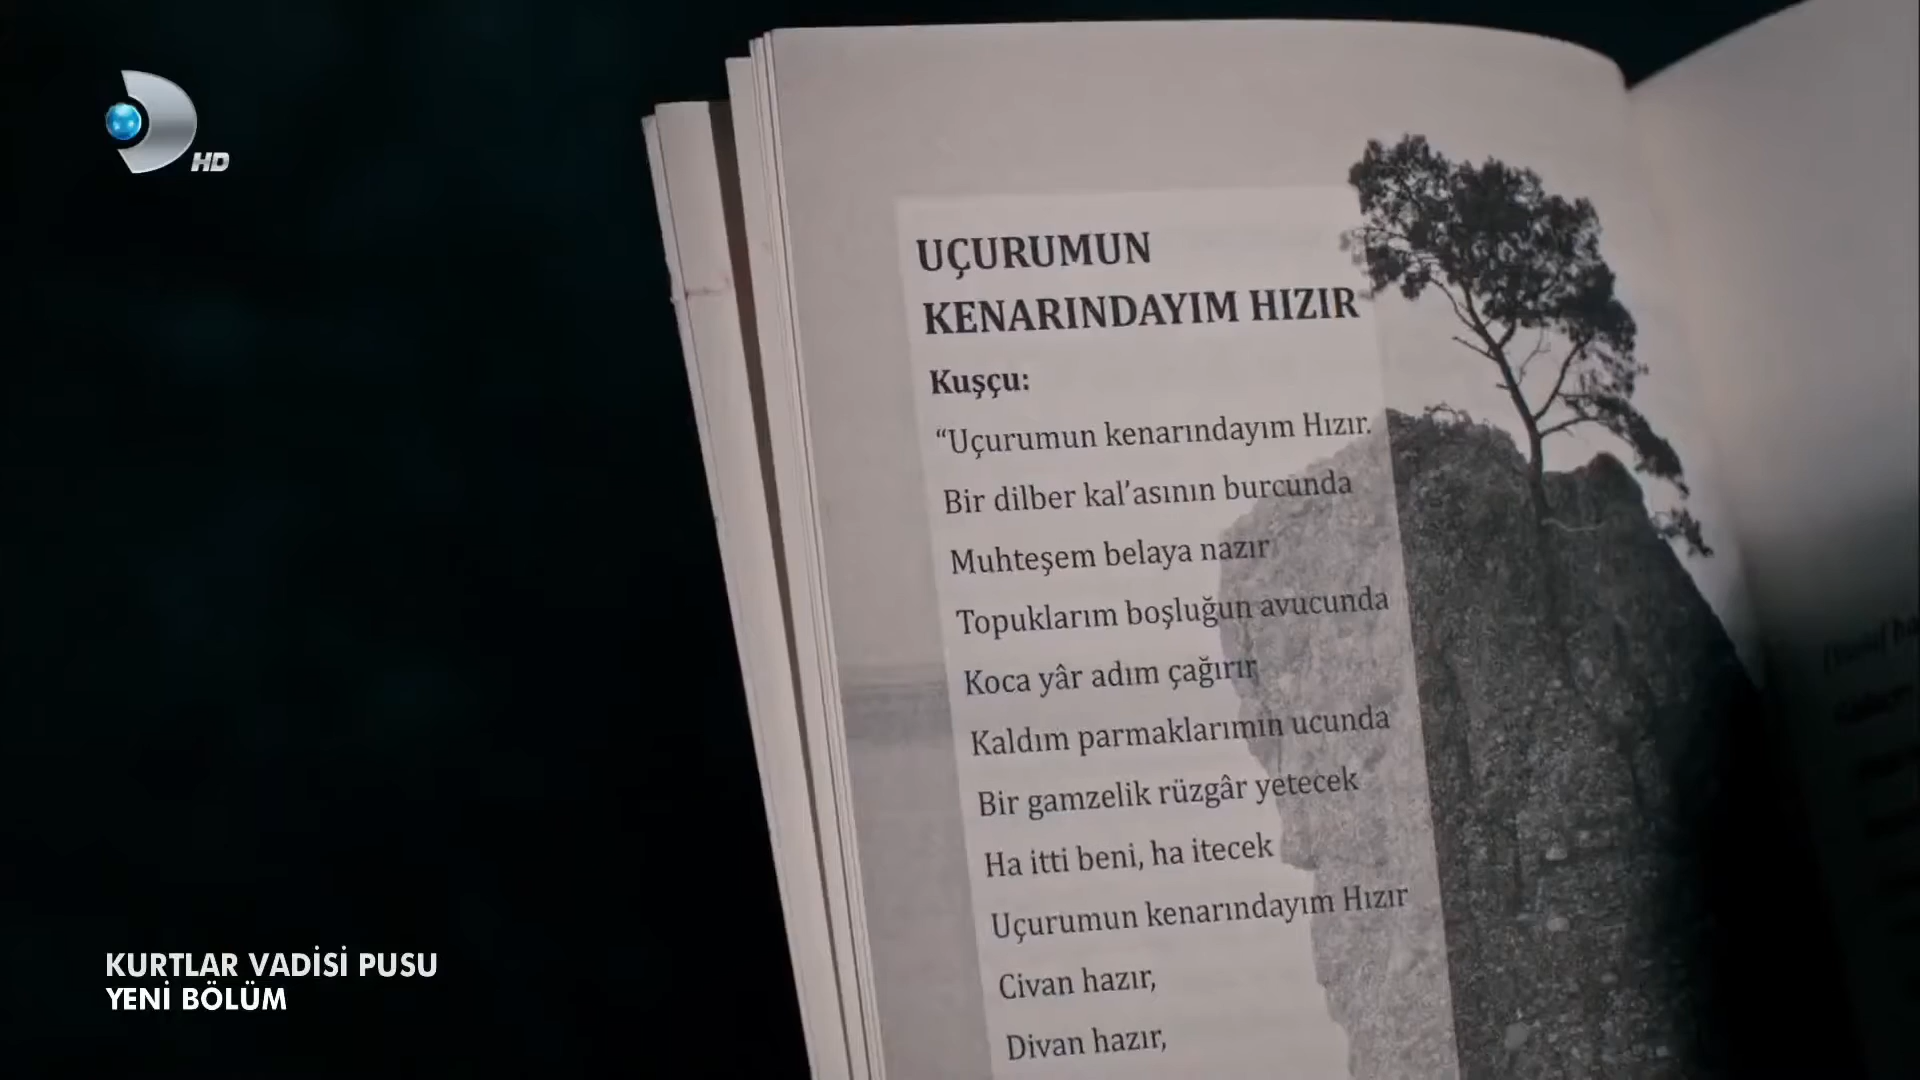 HD
UÇURUMUN
KENARINDAYIM HIZIR
Kuşçu:
“Uçurumun kenarındayım Hızır.
Bir dilber kal’asının burcunda
Muhteşem belaya nazır
Topuklarım boşluğun avucunda
Koca yâr adım çağırır
Kaldım parmaklarımin ucunda
Bir gamzelik rüzgâr yetecek
Ha itti beni, ha itecek
Uçurumun kenarındayım Hızır
Civan hazır,
Divan hazır,
KURTLAR VADİSİ PUSU
YENİ BÖLÜM